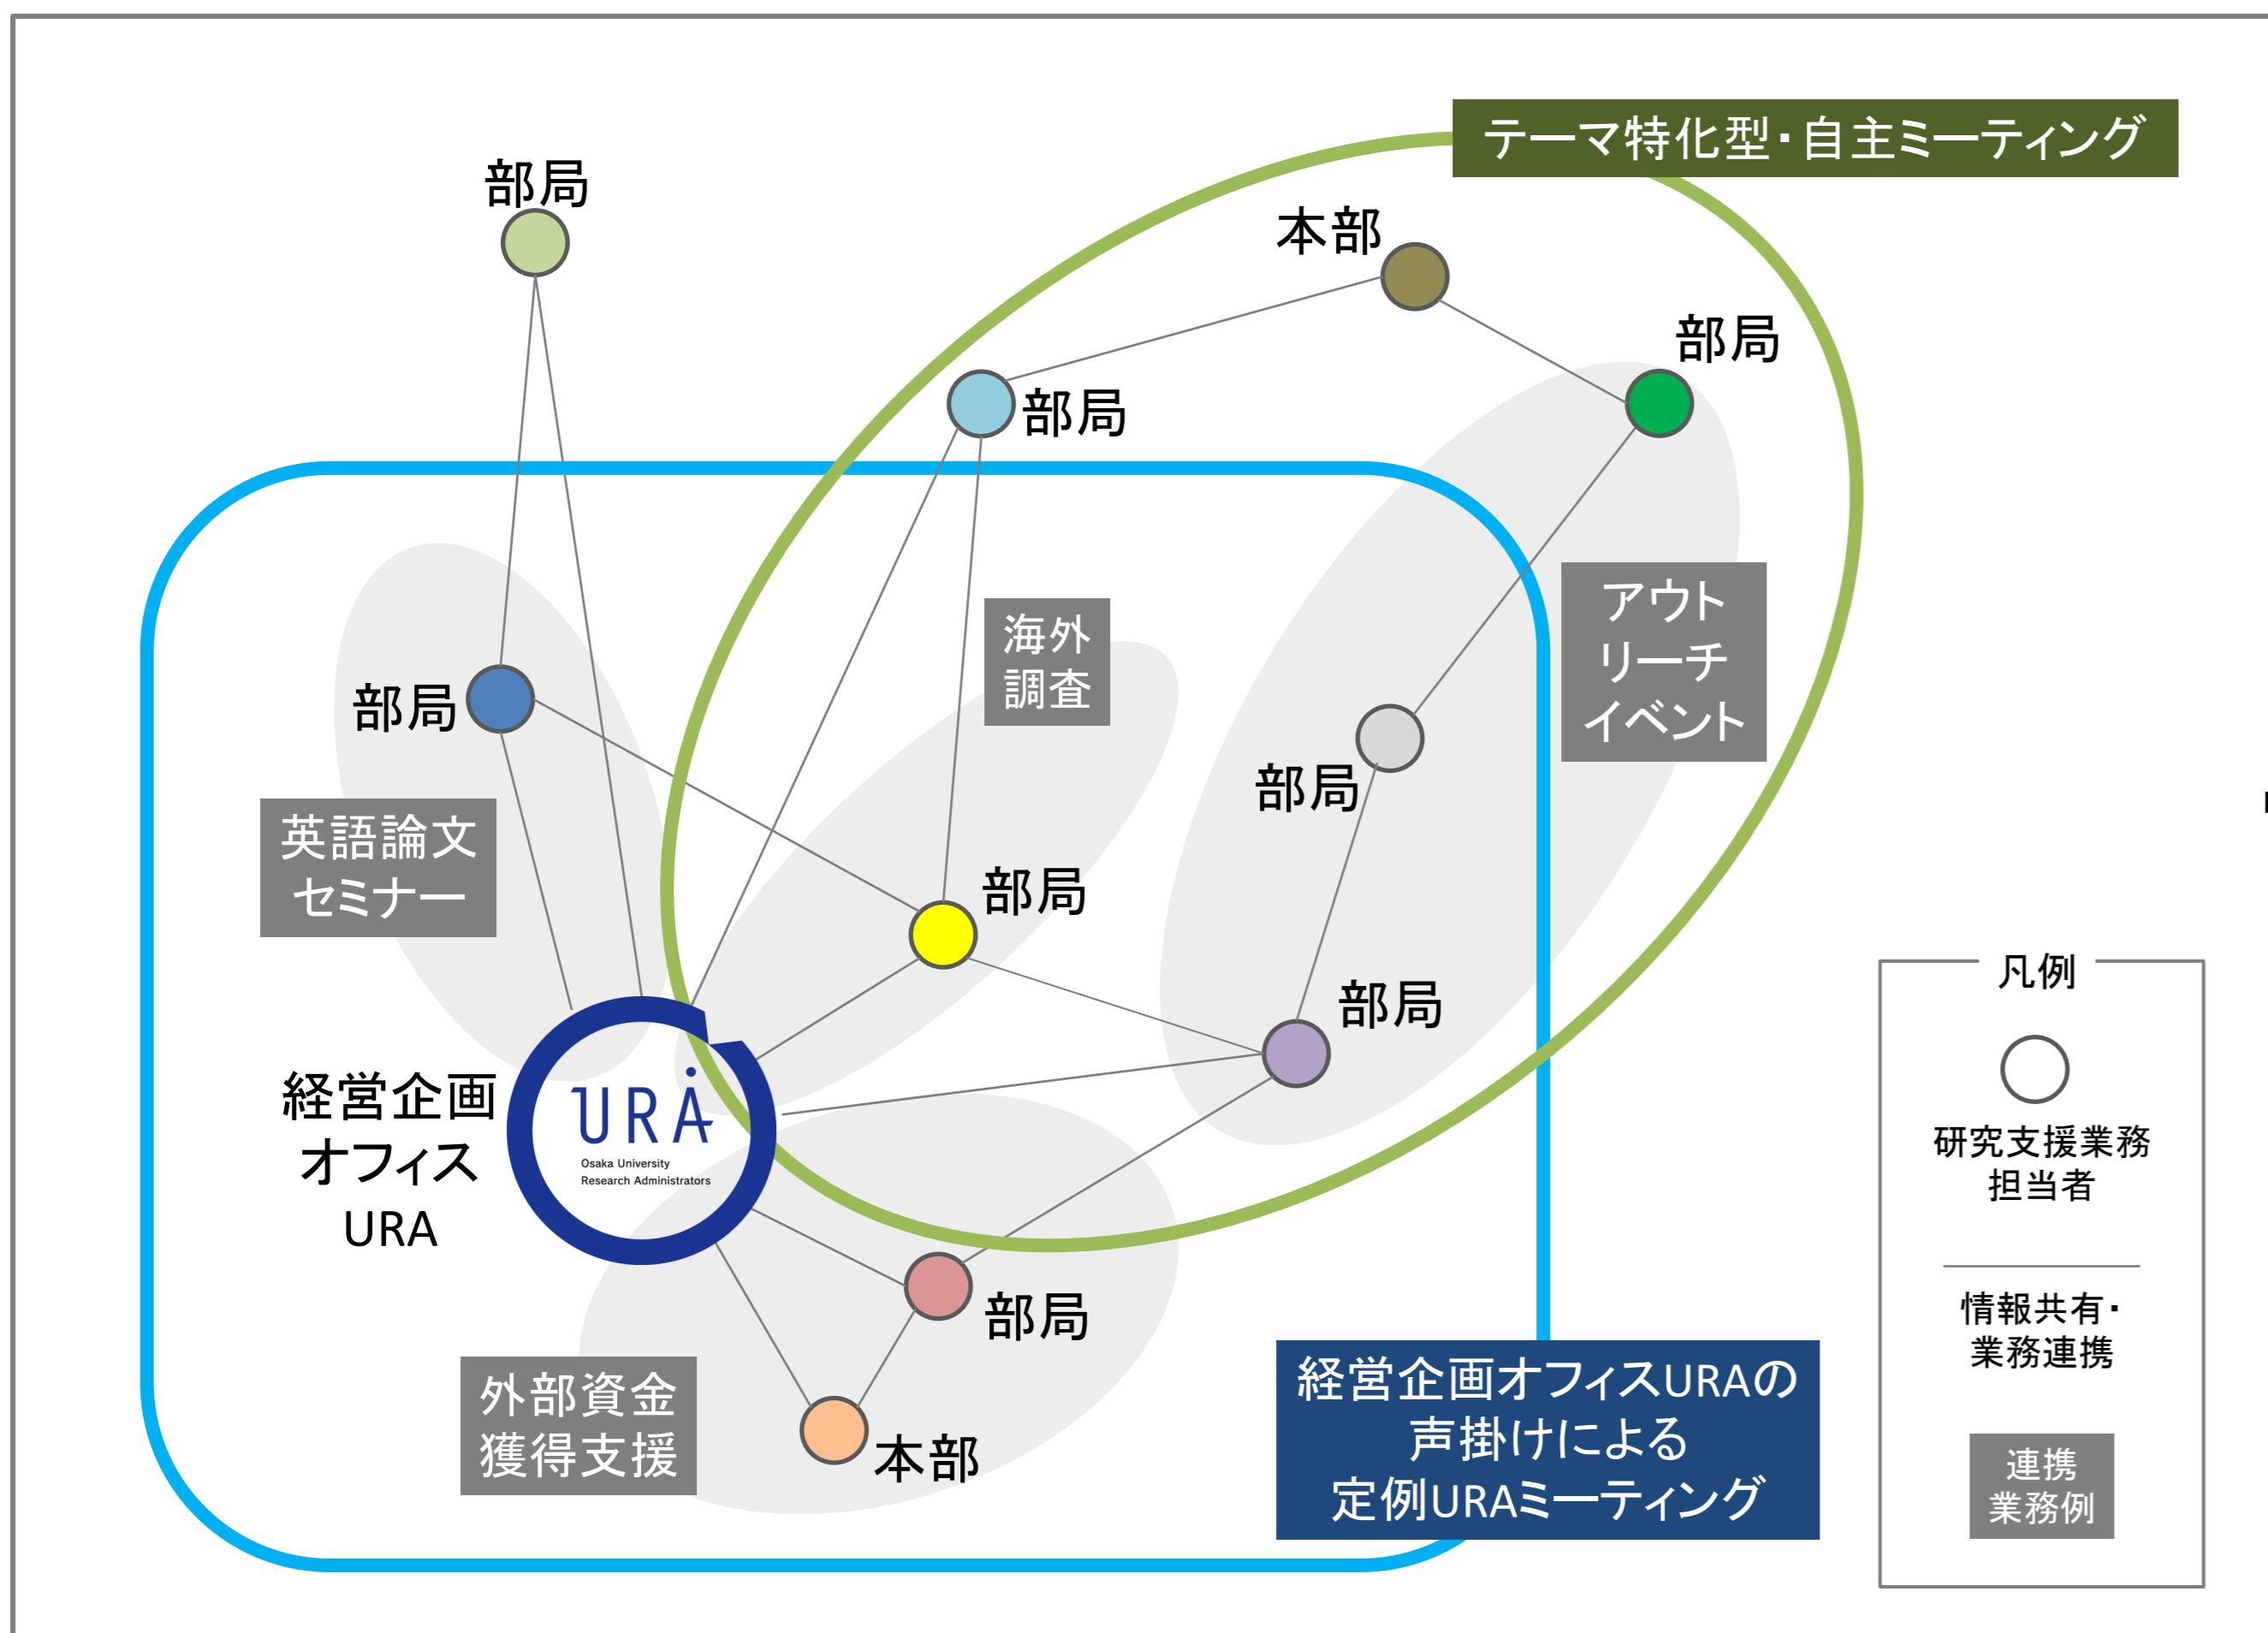 テーマ特化型・自主ミーティング
部局
本部
部局
部局
海外
調査
アウト
リーチ
イベント
部局
部局
英語論文
セミナー
部局
部局
経営企画
オフィス
URA
URA
Osaka University
Research Administrators
部局
外部資金
獲得支援
本部
経営企画オフィスURAの
声掛けによる
定例URAミーティング
凡例
研究支援業務
担当者
情報共有・
業務連携
連携
業務例